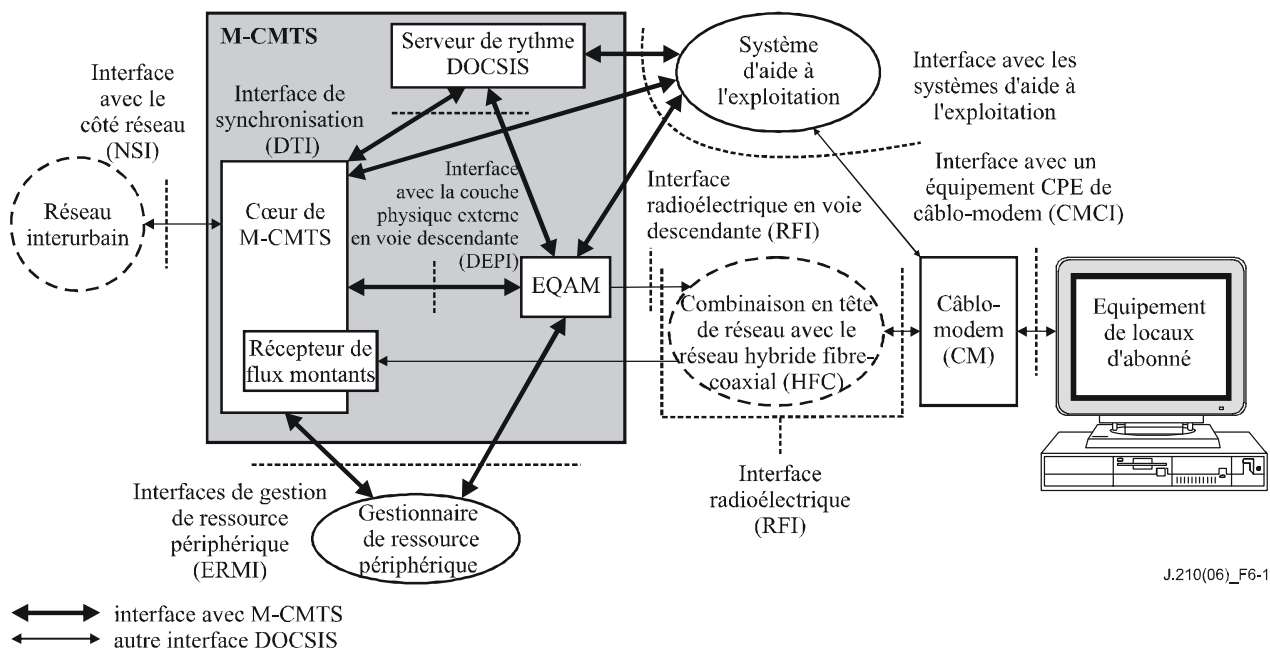 M-CMTS
Serveur de rythme
DOCSIS
Système
d'aide à
l'exploitation
Interface avec les
systèmes d'aide à
l'exploitation
Interface
avec le
côté réseau
(NSI)
Interface de
synchronisation
(DTI)
Réseau
interurbain
Cœur de
M-CMTS
Interface
avec la couche
physique externe
en voie descendante
(DEPI)
EQAM
Interface
radioélectrique en voie
descendante (RFI)
Interface avec un
équipement CPE de
câblo-modem (CMCI)
Récepteur de
flux montants
Combinaison en tête
de réseau avec le
réseau hybride fibre-
coaxial (HFC)
Câblo-
modem
(CM)
Equipement
de locaux
d'abonné
Interfaces de gestion
de ressource
périphérique
(ERMI)
Gestionnaire
de ressource
périphérique
Interface
radioélectrique
(RFI)
J.210(06)_F6-1
interface avec M-CMTS
autre interface DOCSIS